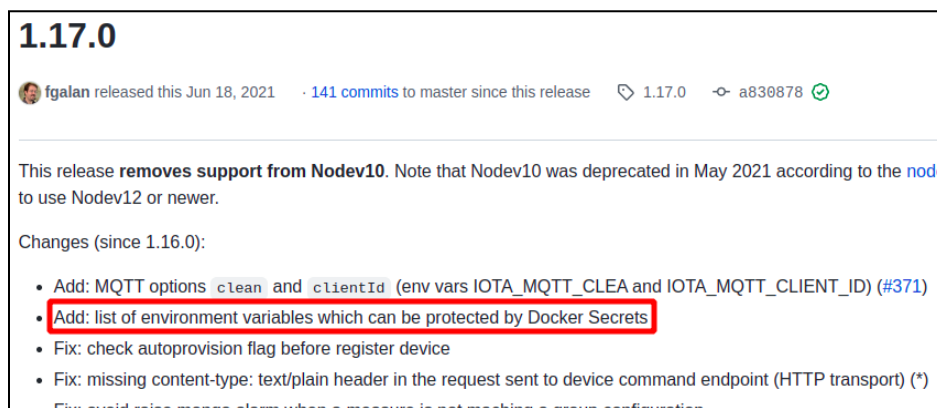 1.17.0
fgalan released this Jun 18, 2021 · 141 commits to master since this release 1.17.0 a830878
This release removes support from Nodev10. Note that Nodev10 was deprecated in May 2021 according to the
to use Nodev12 or newer.
Changes (since 1.16.0):
• Add: MQTT options clean and clientId (env vars IOTA_MQTT_CLEA and IOTA_MQTT_CLIENT_ID) (#371)
• Add: list of environment variables which can be protected by Docker Secrets
• Fix: check autoprovision flag before register device
• Fix: missing content-type: text/plain header in the request sent to device command endpoint (HTTP transport) (*)